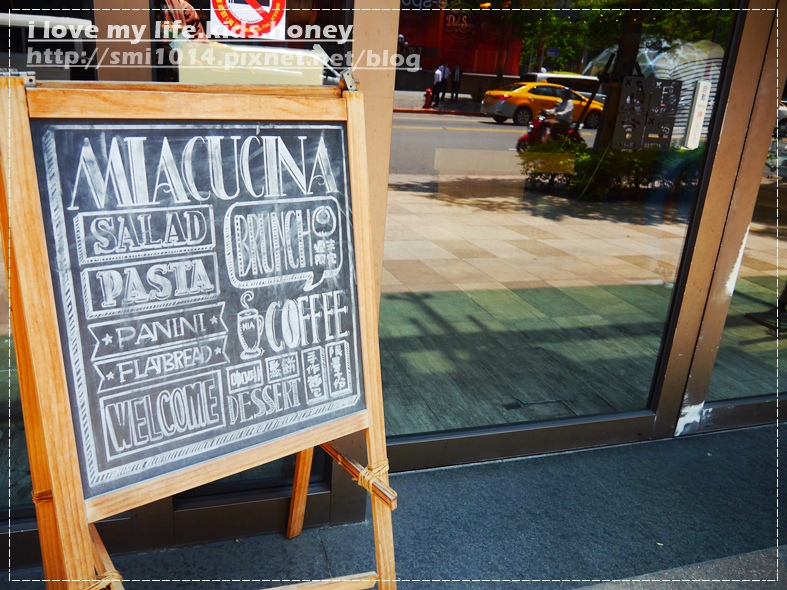 i love my life,kids Honey
http://smi1014.pixnet.net/blog
MIACUCINA
SALAD
BRUNCH
PASTA
PANINI
FLATBREAD
MIA
COFFEE
WELCOME
DESSERT